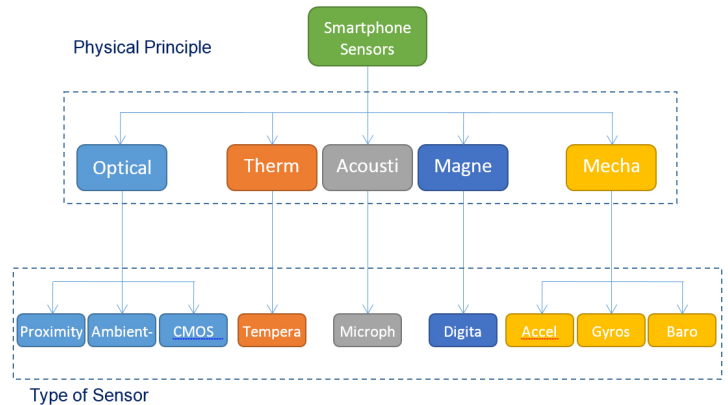 Smartphone
Sensors
Physical Principle
Optical
Therm
Acousti
Magne
Mecha
Proximity
Ambient-
CMOS
Tempera
Microph
Digita
Accel
Gyros
Baro
Type of Sensor